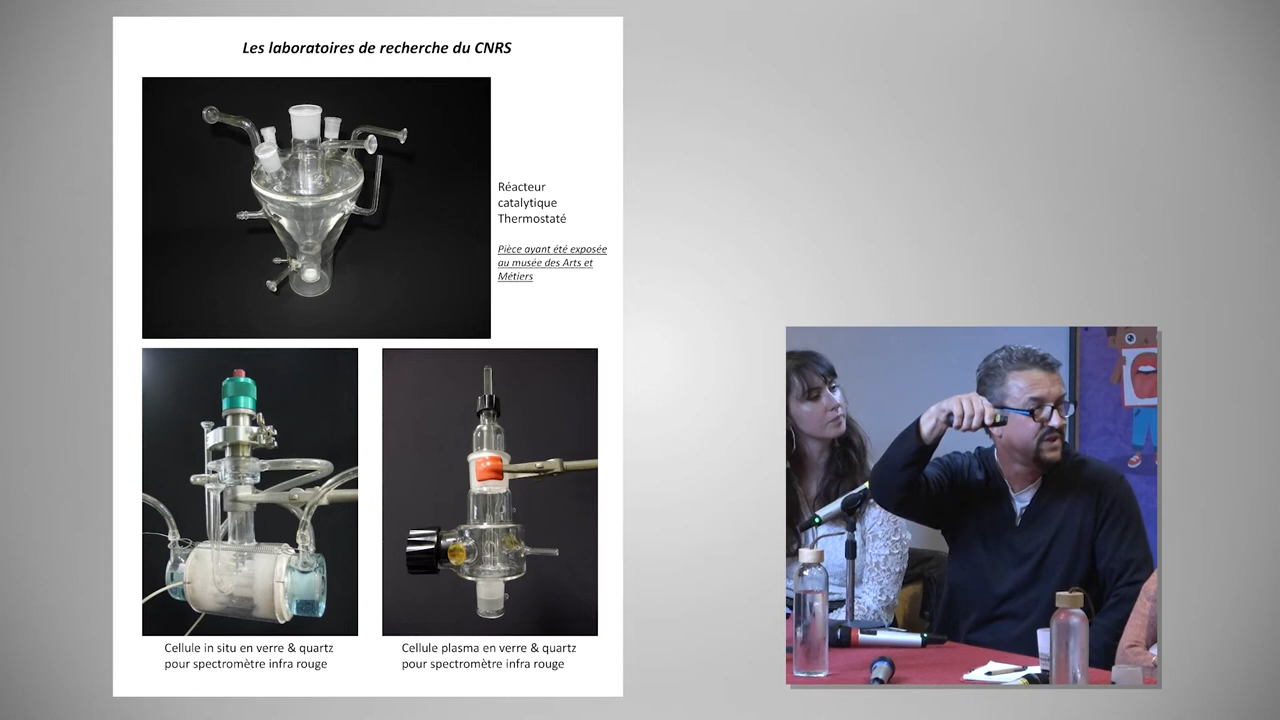 Les laboratoires de recherche du CNRS
Réacteur
catalytique
Thermostaté
Pièce ayant été exposée
au musée des Arts et
Métiers
Cellule in situ en verre & quartz
pour spectromètre infra rouge
Cellule plasma en verre & quartz
pour spectromètre infra rouge